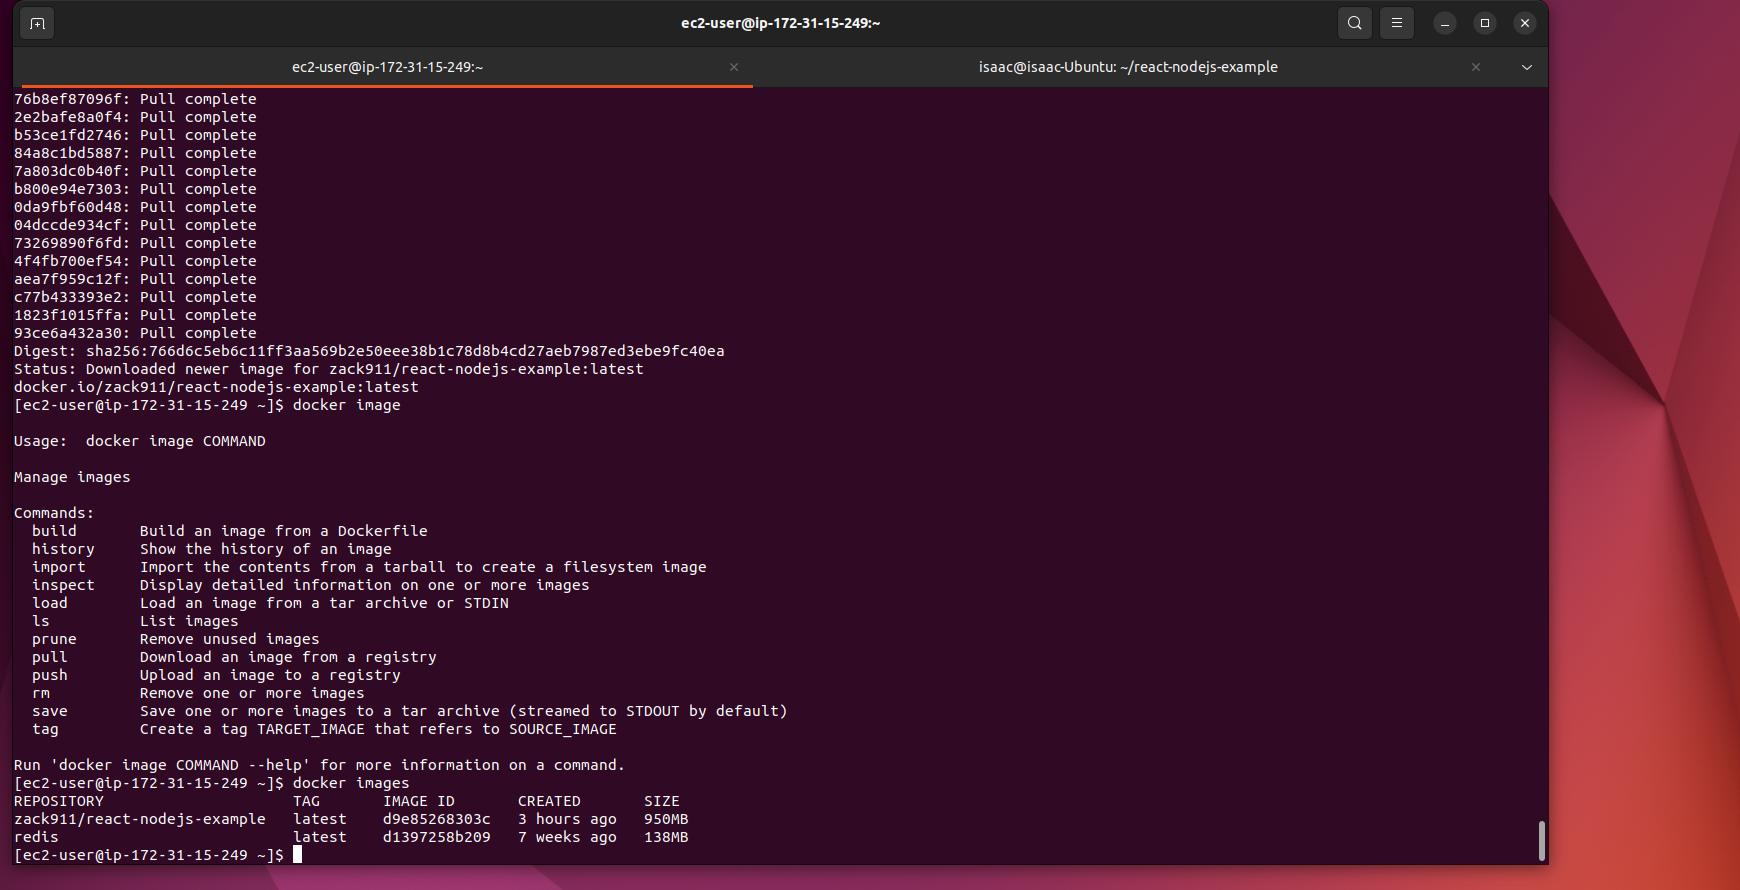 ec2-user@ip-172-31-15-249:~
ec2-user@ip-172-31-15-249:~
isaac@isaac-Ubuntu: ~/react-nodejs-example
76b8ef87096f: Pull complete
2e2bafe8a0f4: Pull complete
b53ce1fd2746: Pull complete
84a8c1bd5887: Pull complete
7a803dc0b40f: Pull complete
b800e94e7303: Pull complete
0da9fbf60d48: Pull complete
04dccde934cf: Pull complete
73269890f6fd: Pull complete
4f4fb700ef54: Pull complete
aea7f959c12f: Pull complete
c77b433393e2: Pull complete
1823f1015ffa: Pull complete
93ce6a432a30: Pull complete
Digest: sha256:766d6c5eb6c11ff3aa569b2e50eee38b1c78d8b4cd27aeb7987ed3ebe9fc40ea
Status: Downloaded newer image for zack911/react-nodejs-example:latest
docker.io/zack911/react-nodejs-example:latest
[ec2-user@ip-172-31-15-249 ~]$ docker image
Usage:  docker image COMMAND
Manage images
Commands:
  build       Build an image from a Dockerfile
  history     Show the history of an image
  import      Import the contents from a tarball to create a filesystem image
  inspect     Display detailed information on one or more images
  load        Load an image from a tar archive or STDIN
  ls          List images
  prune       Remove unused images
  pull        Download an image from a registry
  push        Upload an image to a registry
  rm          Remove one or more images
  save        Save one or more images to a tar archive (streamed to STDOUT by default)
  tag         Create a tag TARGET_IMAGE that refers to SOURCE_IMAGE
Run 'docker image COMMAND --help' for more information on a command.
[ec2-user@ip-172-31-15-249 ~]$ docker images
REPOSITORY                     TAG       IMAGE ID       CREATED       SIZE
zack911/react-nodejs-example   latest    d9e85268303c   3 hours ago   950MB
redis                          latest    d1397258b209   7 weeks ago   138MB
[ec2-user@ip-172-31-15-249 ~]$